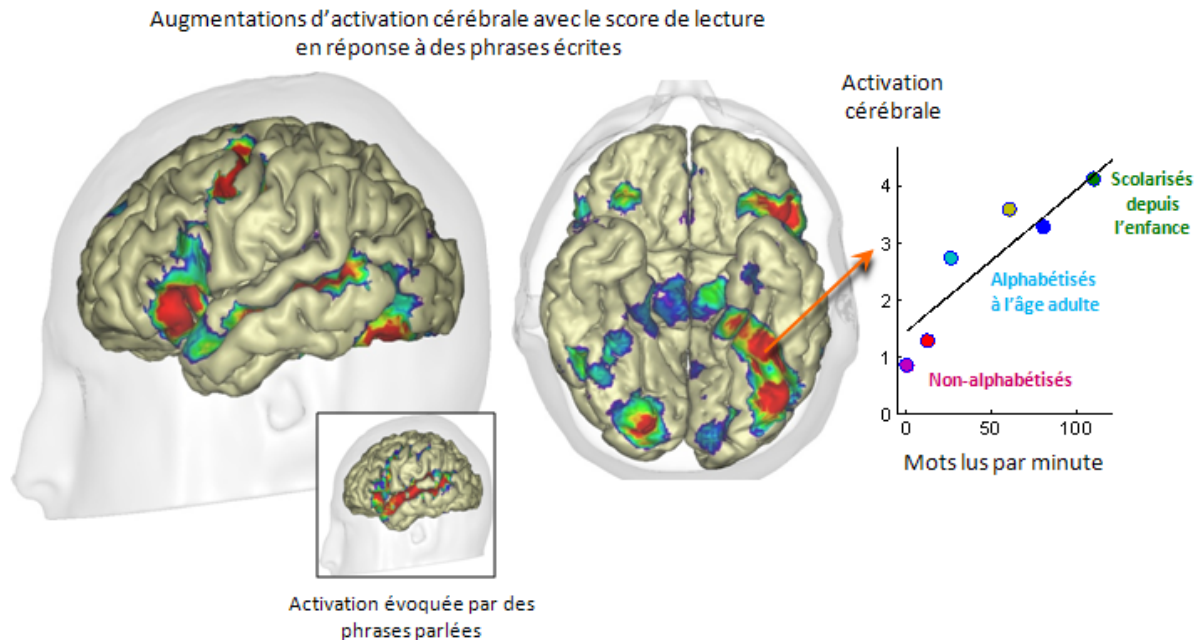 Augmentations d'activation cérébrale avec le score de lecture
en réponse à des phrases écrites
Activation
cérébrale
4
3
2
1
0
0 50 100
Mots lus par minute
Scolarisés
depuis
l'enfance
Alphabétisés
à l'âge adulte
Non-alphabétisés
Activation évoquée par des
phrases parlées